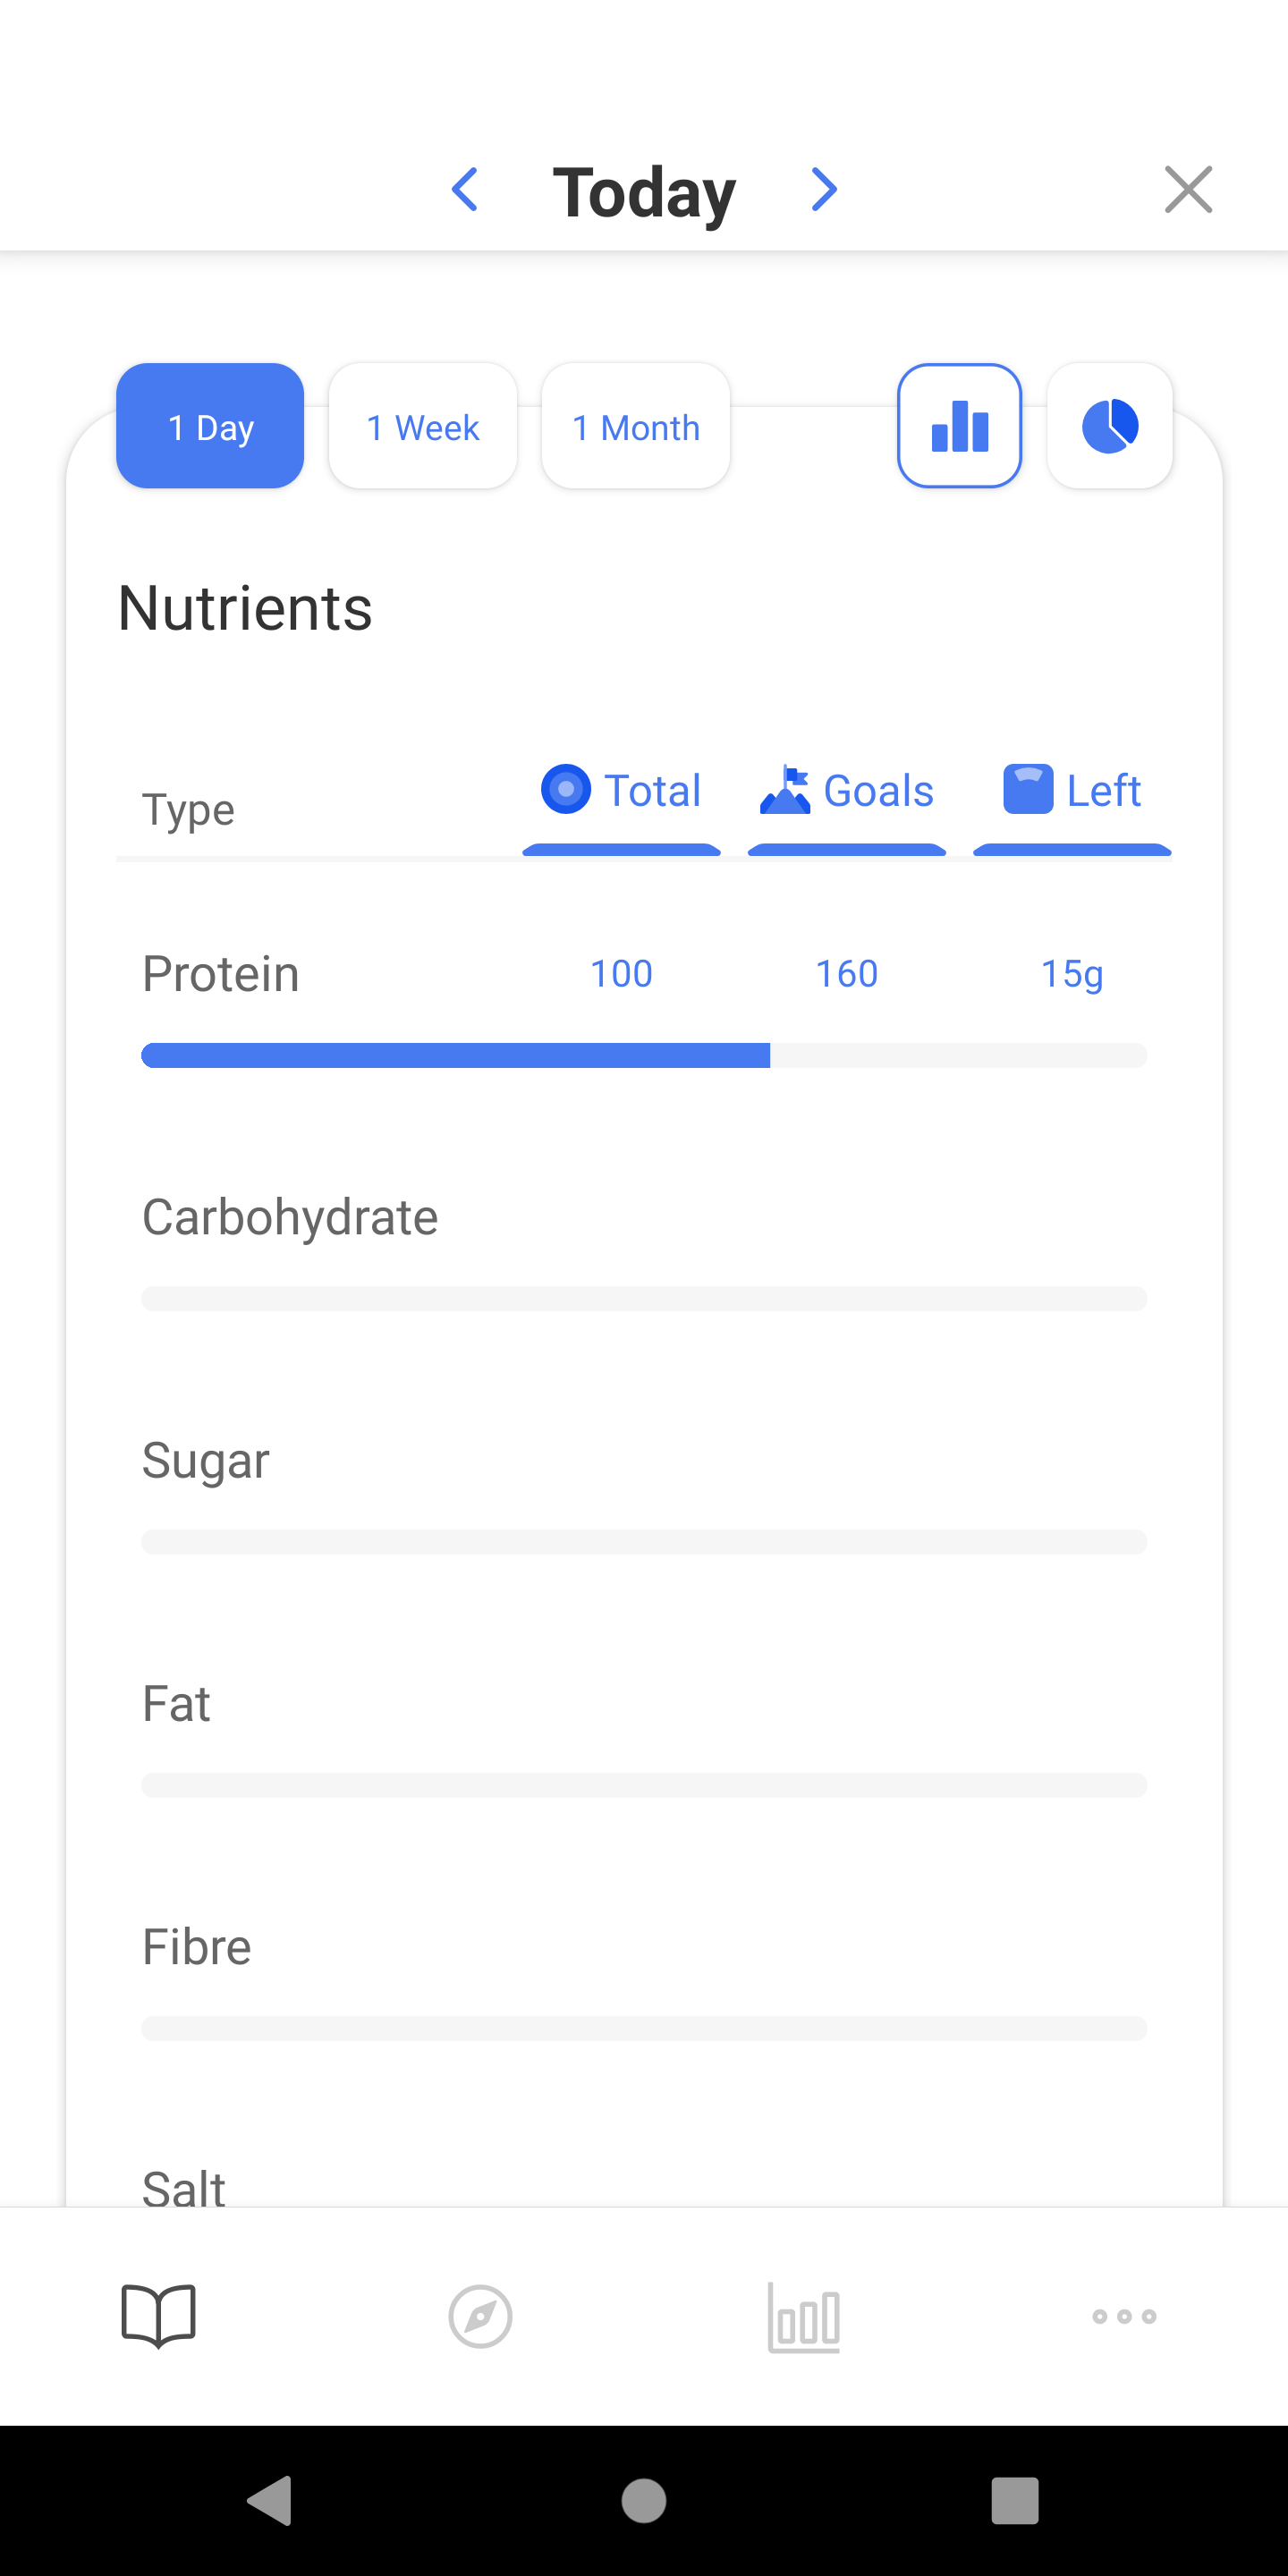 Today
1 Day 1 Week 1 Month
Nutrients
Type Total Goals Left
Protein 100 160 15g
Carbohydrate
Sugar
Fat
Fibre
Salt